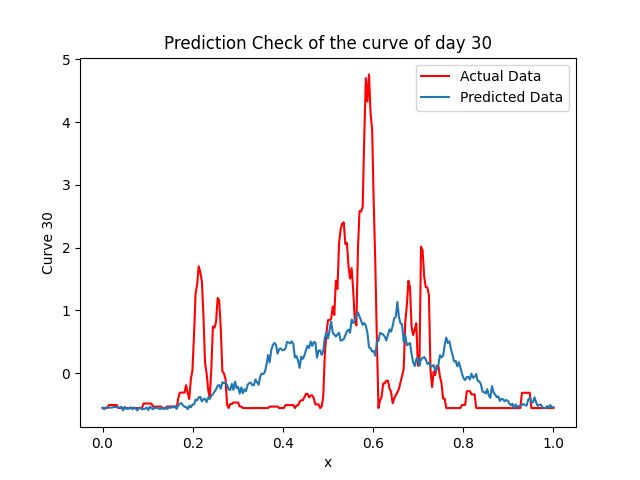 Prediction Check of the curve of day 30
Actual Data
Predicted Data
Curve 30
5
4
3
2
1
0
0.0 0.2 0.4 0.6 0.8 1.0
x